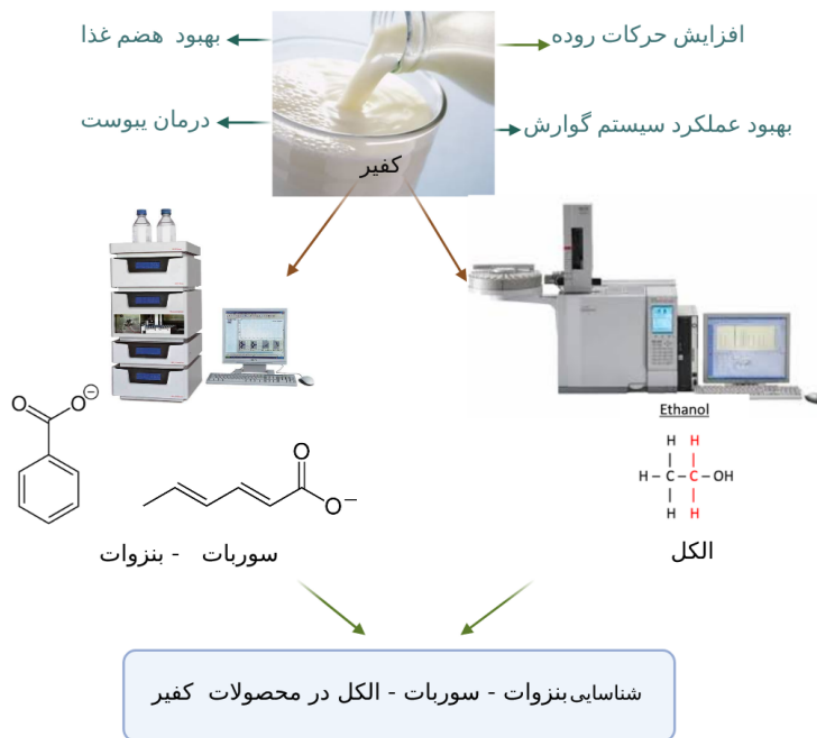 افزایش حرکات روده
بهبود هضم غذا
بهبود عملکرد سیستم گوارش
درمان یبوست
کفیر
Ethanol
O
O⊖
O
O−
H H
H–C–C–OH
H H
سوربات - بنزوات
الکل
شناسایی بنزوات - سوربات - الکل در محصولات کفیر